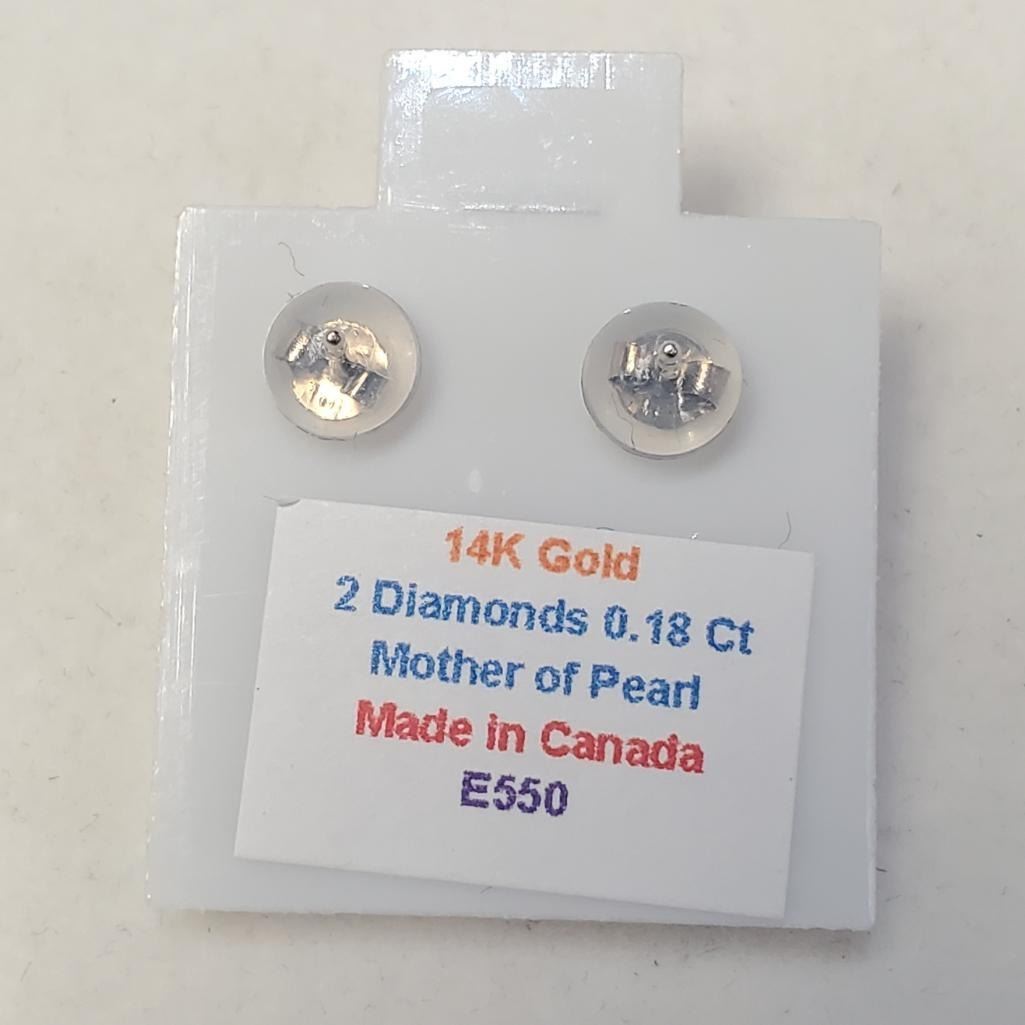 14K Gold
2 Diamonds 0.18 Ct
Mother of Pearl
Made in Canada
E550